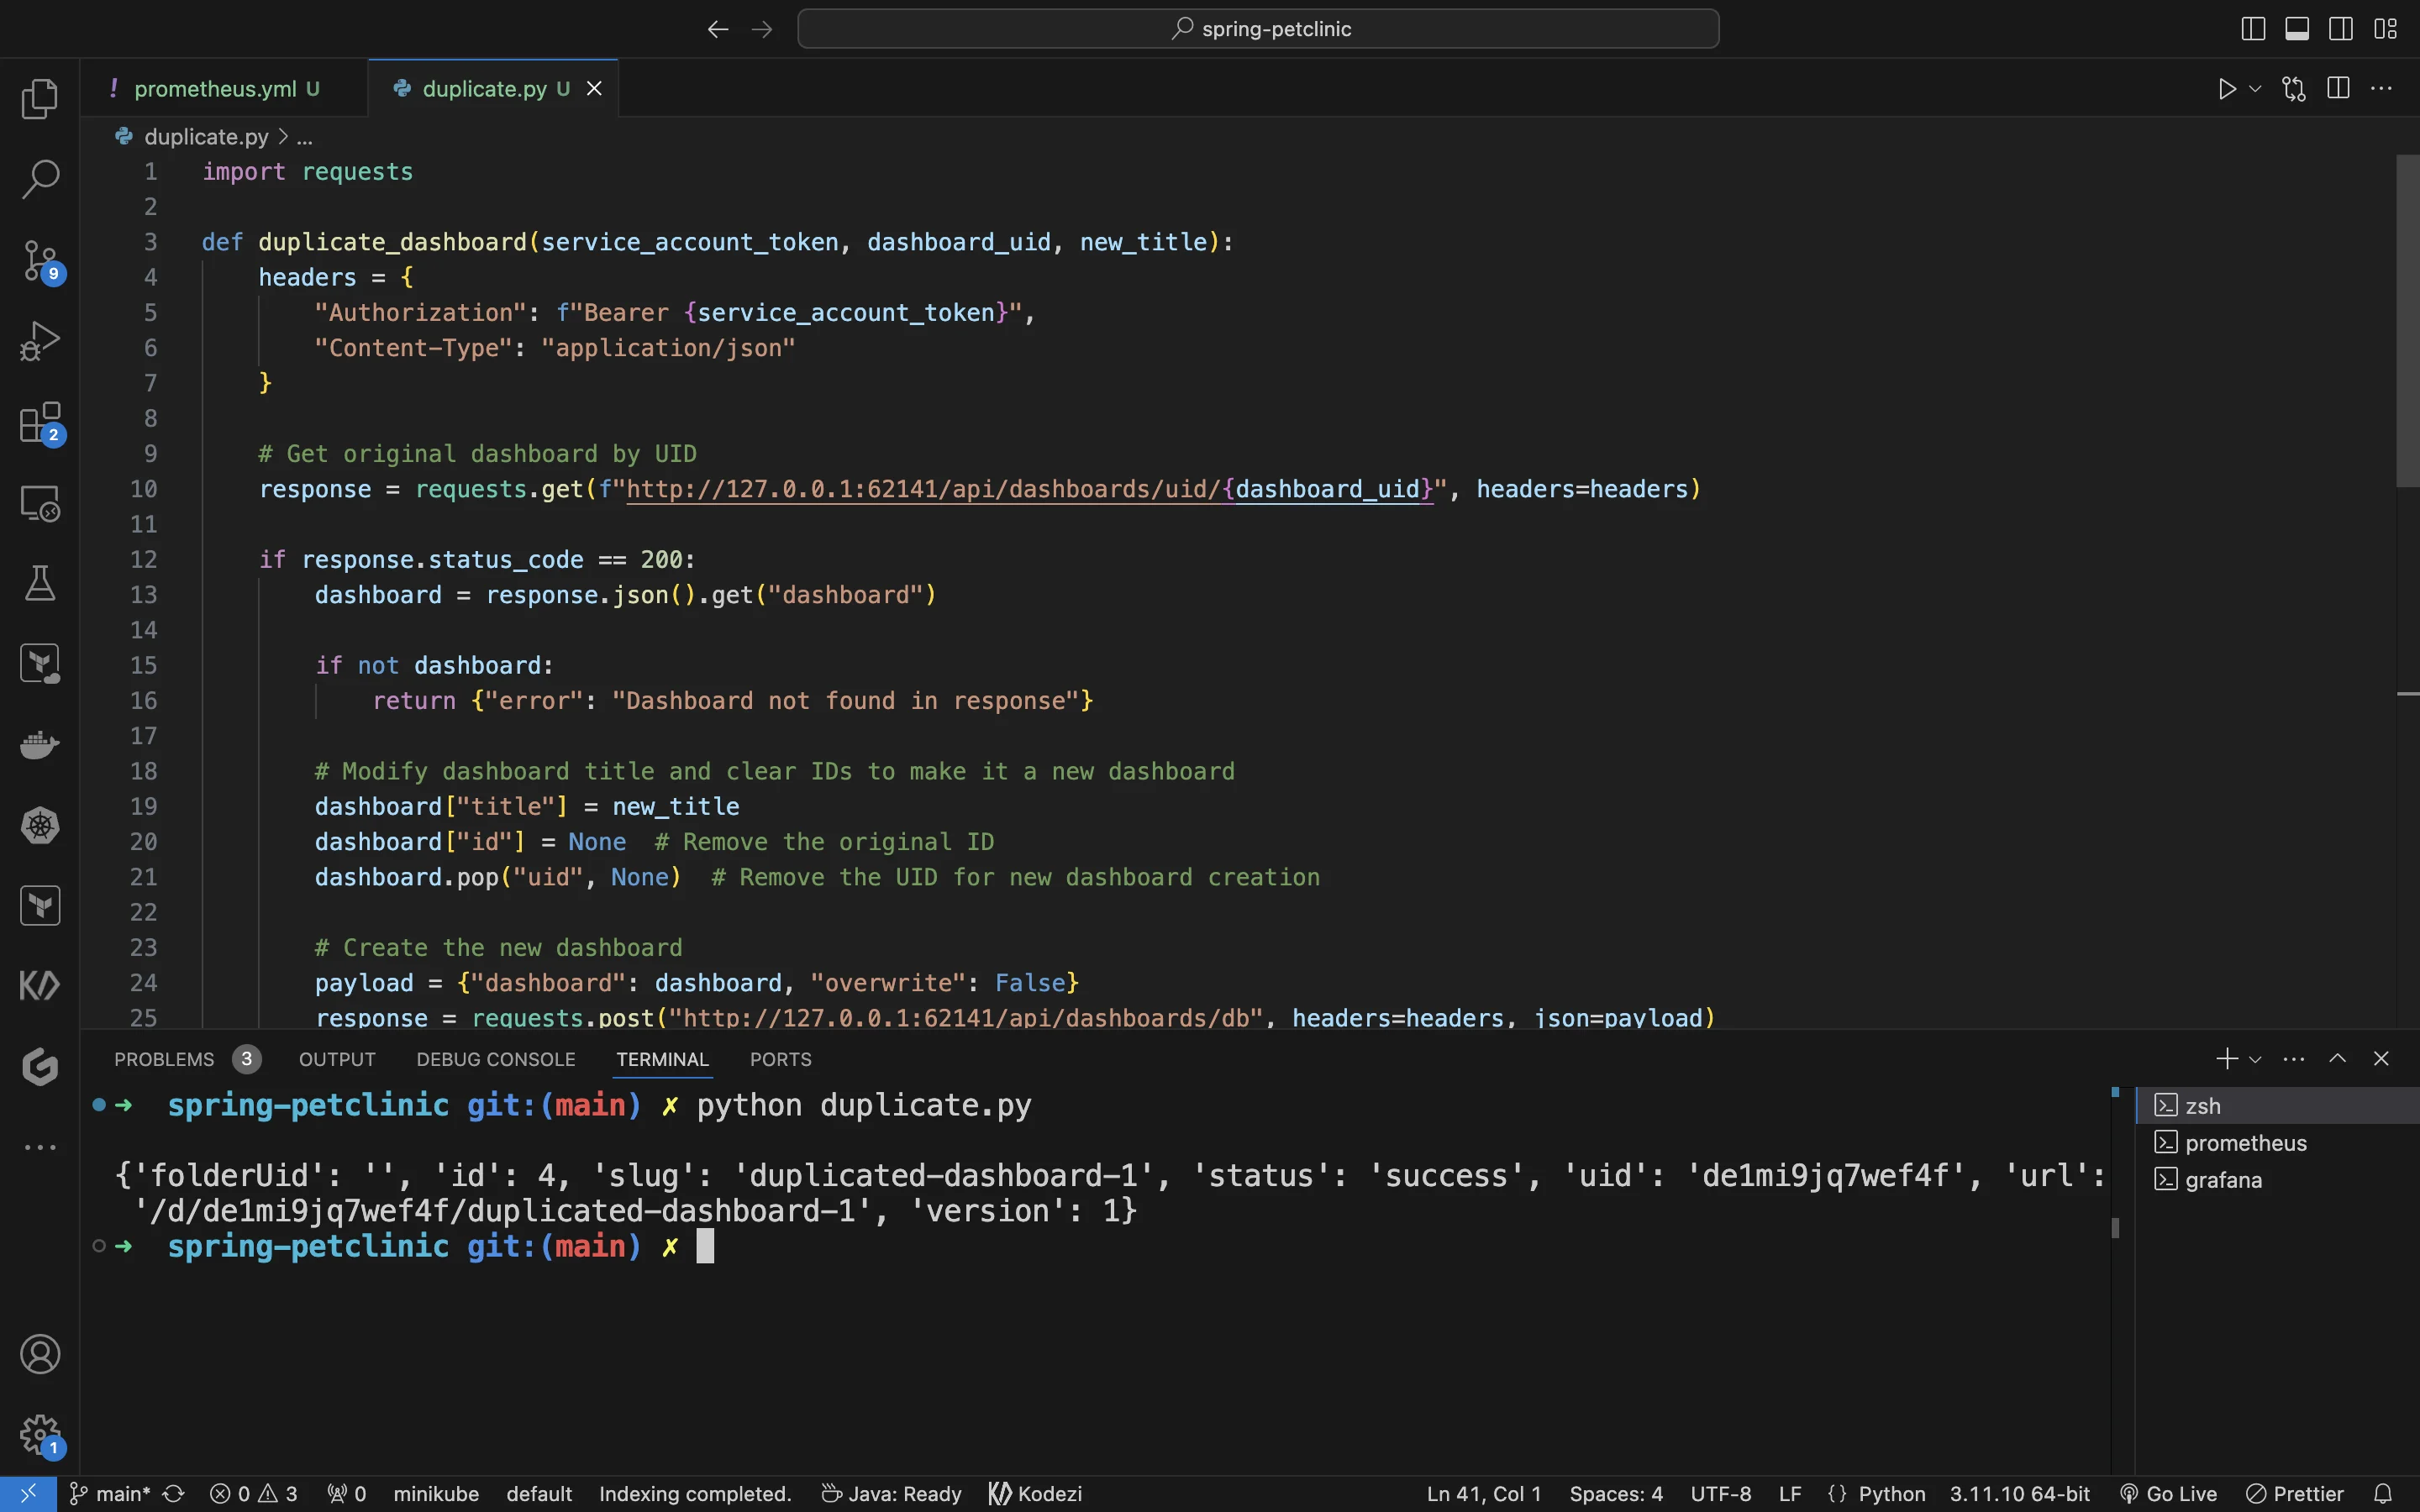 spring-petclinic
! prometheus.yml U
duplicate.py U
duplicate.py > ...
1 import requests
2
3 def duplicate_dashboard(service_account_token, dashboard_uid, new_title):
4 headers = {
5 "Authorization": f"Bearer {service_account_token}",
6 "Content-Type": "application/json"
7 }
8
9 # Get original dashboard by UID
10 response = requests.get(f"http://127.0.0.1:62141/api/dashboards/uid/{dashboard_uid}", headers=headers)
11
12 if response.status_code == 200:
13 dashboard = response.json().get("dashboard")
14
15 if not dashboard:
16 return {"error": "Dashboard not found in response"}
17
18 # Modify dashboard title and clear IDs to make it a new dashboard
19 dashboard["title"] = new_title
20 dashboard["id"] = None # Remove the original ID
21 dashboard.pop("uid", None) # Remove the UID for new dashboard creation
22
23 # Create the new dashboard
24 payload = {"dashboard": dashboard, "overwrite": False}
25 response = requests.post("http://127.0.0.1:62141/api/dashboards/db", headers=headers, json=payload)
9
2
PROBLEMS 3 OUTPUT DEBUG CONSOLE TERMINAL PORTS
➜ spring-petclinic git:(main) ✗ python duplicate.py
{'folderUid': '', 'id': 4, 'slug': 'duplicated-dashboard-1', 'status': 'success', 'uid': 'de1mi9jq7wef4f', 'url':
'/d/de1mi9jq7wef4f/duplicated-dashboard-1', 'version': 1}
➜ spring-petclinic git:(main) ✗
zsh
prometheus
grafana
1
main* 0 3 0 minikube default Indexing completed. Java: Ready Kodezi Ln 41, Col 1 Spaces: 4 UTF-8 LF {} Python 3.11.10 64-bit Go Live Prettier